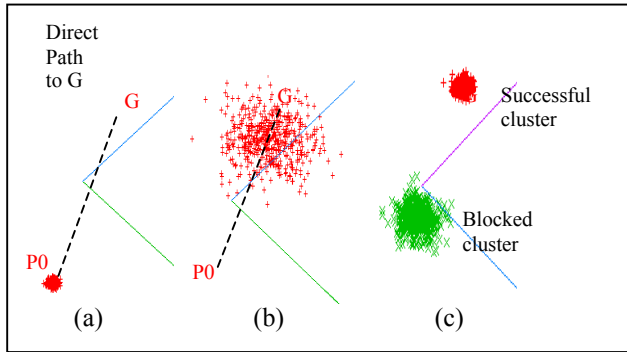 Direct
Path
to G
G
P0
(a)
G
P0
(b)
Successful
cluster
Blocked
cluster
(c)